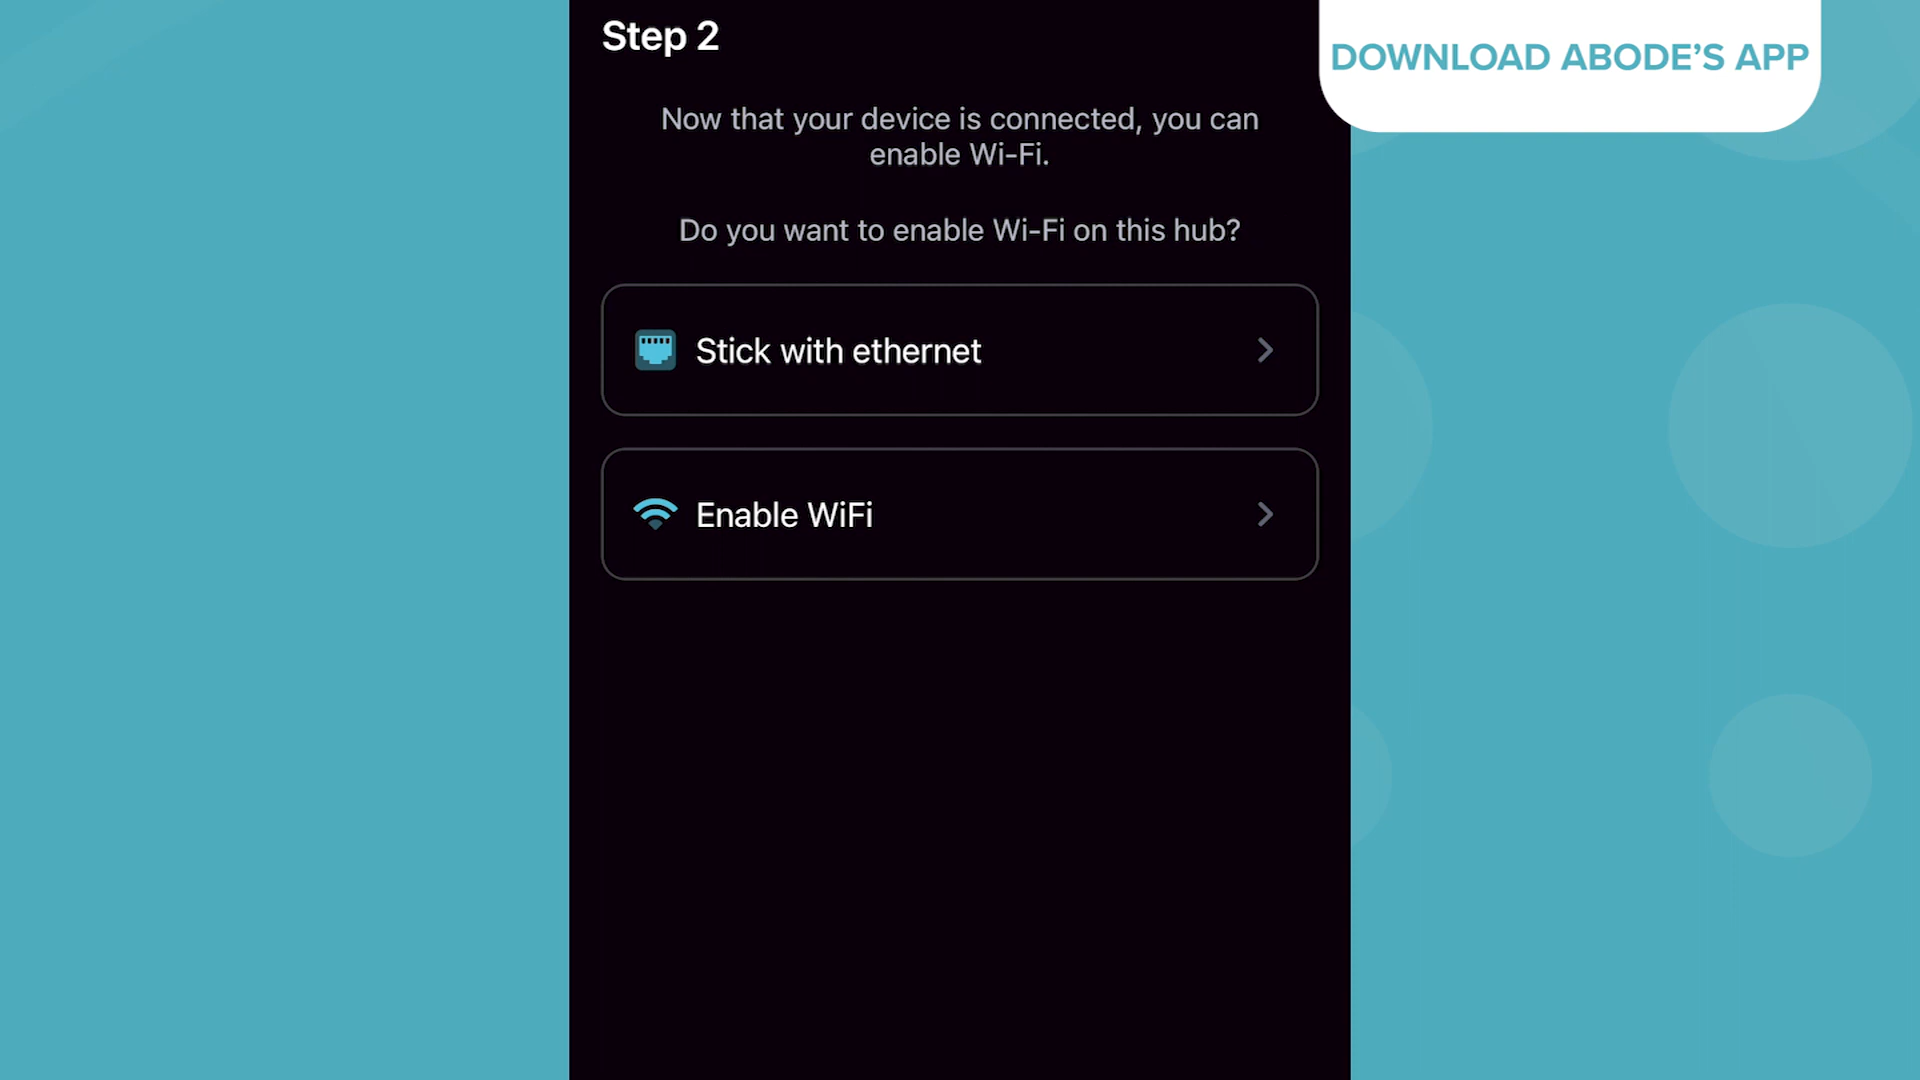 Step 2
DOWNLOAD ABODE’S APP
Now that your device is connected, you can
enable Wi-Fi.
Do you want to enable Wi-Fi on this hub?
Stick with ethernet
Enable WiFi